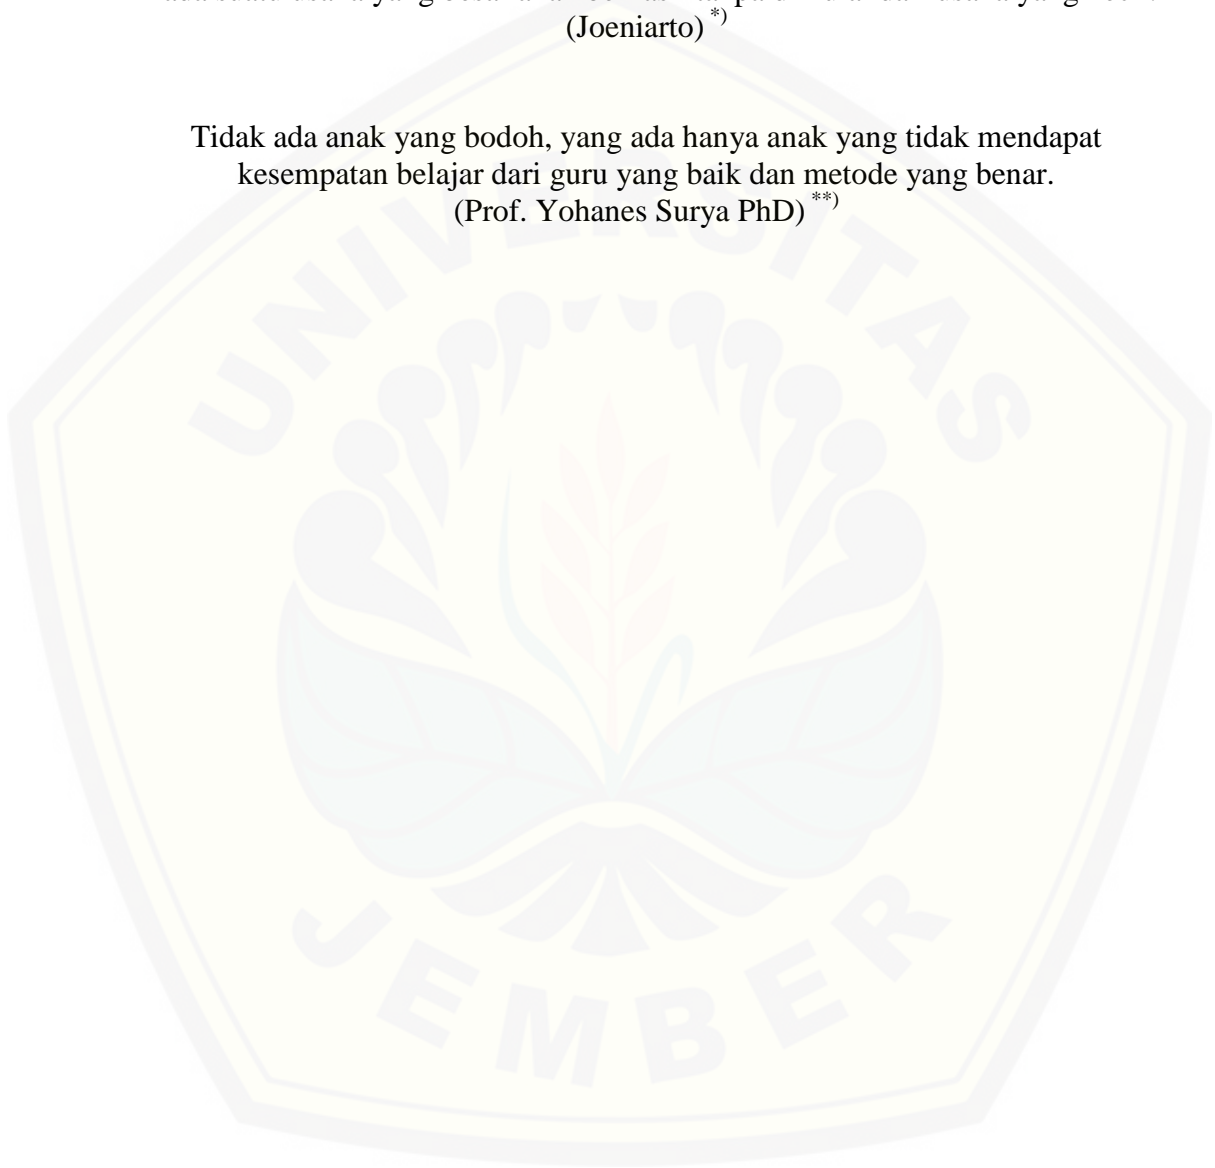 (Joeniarto) *)
Tidak ada anak yang bodoh, yang ada hanya anak yang tidak mendapat
kesempatan belajar dari guru yang baik dan metode yang benar.
(Prof. Yohanes Surya PhD) **)
UNIVERSITAS
JEMBER